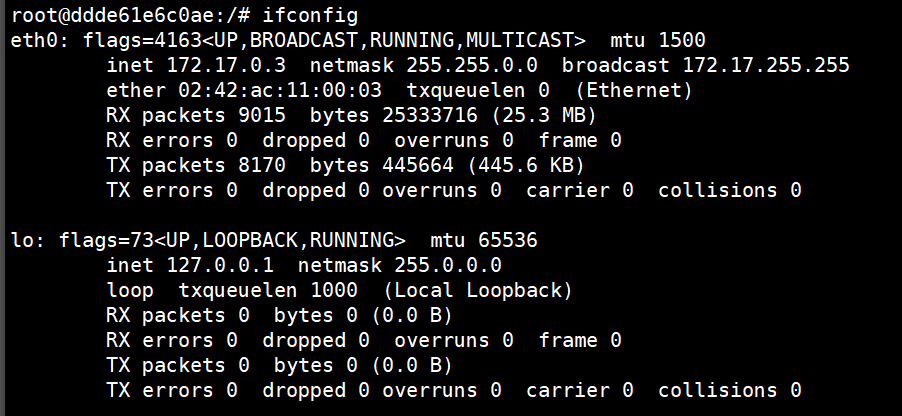 root@ddde61e6c0ae:/# ifconfig
eth0: flags=4163<UP,BROADCAST,RUNNING,MULTICAST>  mtu 1500
        inet 172.17.0.3  netmask 255.255.0.0  broadcast 172.17.255.255
        ether 02:42:ac:11:00:03  txqueuelen 0  (Ethernet)
        RX packets 9015  bytes 25333716 (25.3 MB)
        RX errors 0  dropped 0  overruns 0  frame 0
        TX packets 8170  bytes 445664 (445.6 KB)
        TX errors 0  dropped 0 overruns 0  carrier 0  collisions 0

lo: flags=73<UP,LOOPBACK,RUNNING>  mtu 65536
        inet 127.0.0.1  netmask 255.0.0.0
        loop  txqueuelen 1000  (Local Loopback)
        RX packets 0  bytes 0 (0.0 B)
        RX errors 0  dropped 0  overruns 0  frame 0
        TX packets 0  bytes 0 (0.0 B)
        TX errors 0  dropped 0 overruns 0  carrier 0  collisions 0